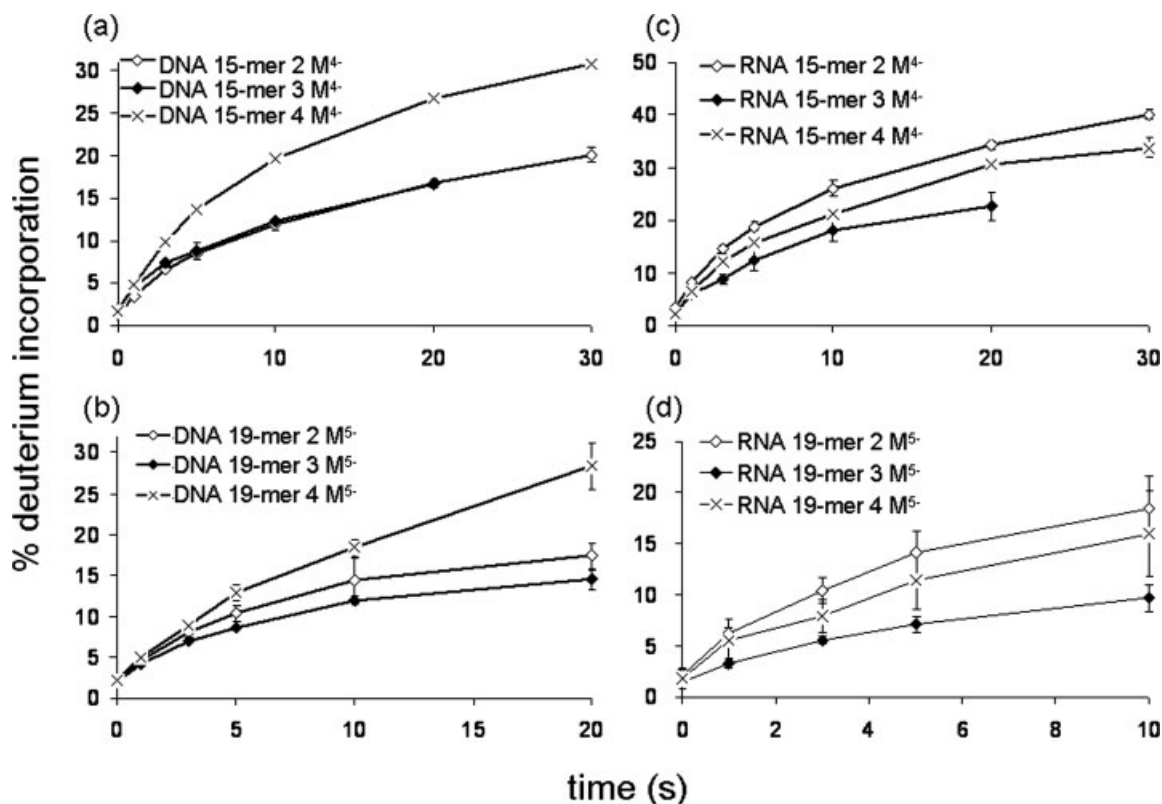 % deuterium incorporation
(a)
DNA 15-mer 2 M⁴⁻
DNA 15-mer 3 M⁴⁻
DNA 15-mer 4 M⁴⁻
30
25
20
15
10
5
0
0 10 20 30
(c)
RNA 15-mer 2 M⁴⁻
RNA 15-mer 3 M⁴⁻
RNA 15-mer 4 M⁴⁻
50
40
30
20
10
0
0 10 20 30
(b)
DNA 19-mer 2 M⁵⁻
DNA 19-mer 3 M⁵⁻
DNA 19-mer 4 M⁵⁻
30
25
20
15
10
5
0
0 5 10 15 20
(d)
RNA 19-mer 2 M⁵⁻
RNA 19-mer 3 M⁵⁻
RNA 19-mer 4 M⁵⁻
25
20
15
10
5
0
0 2 4 6 8 10
time (s)